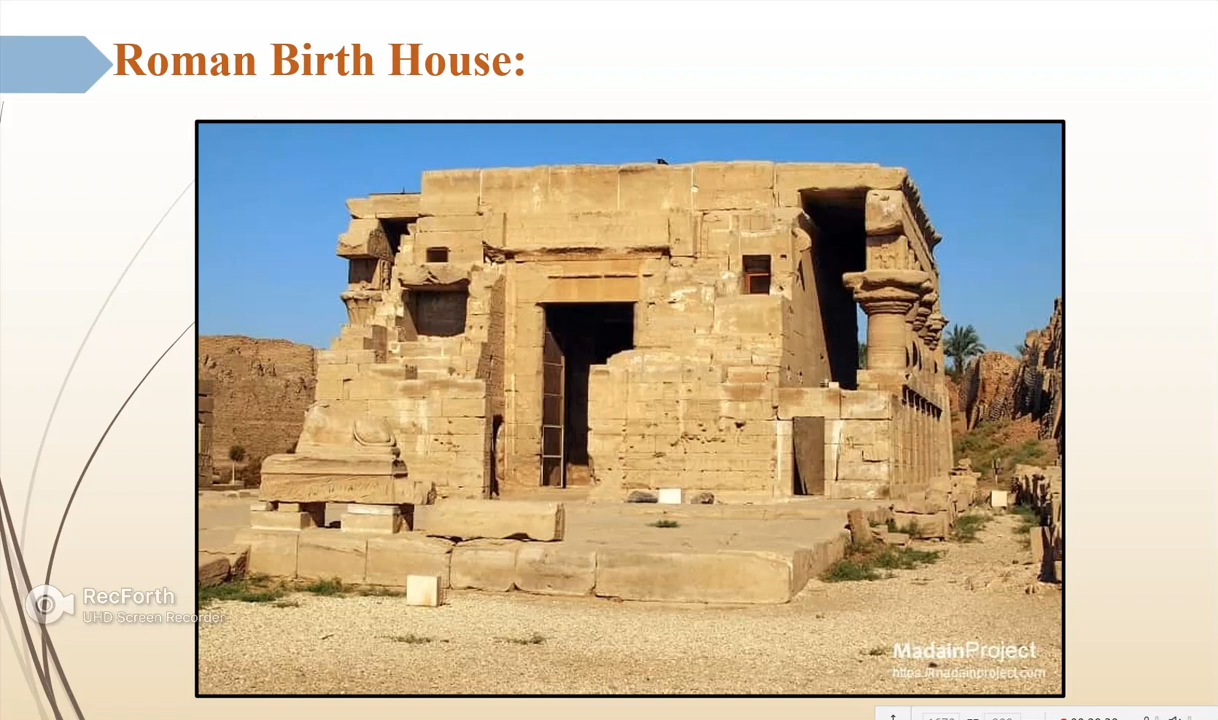 Roman Birth House:
RecForth
UHD Screen Recorder
MadainProject
https://madainproject.com